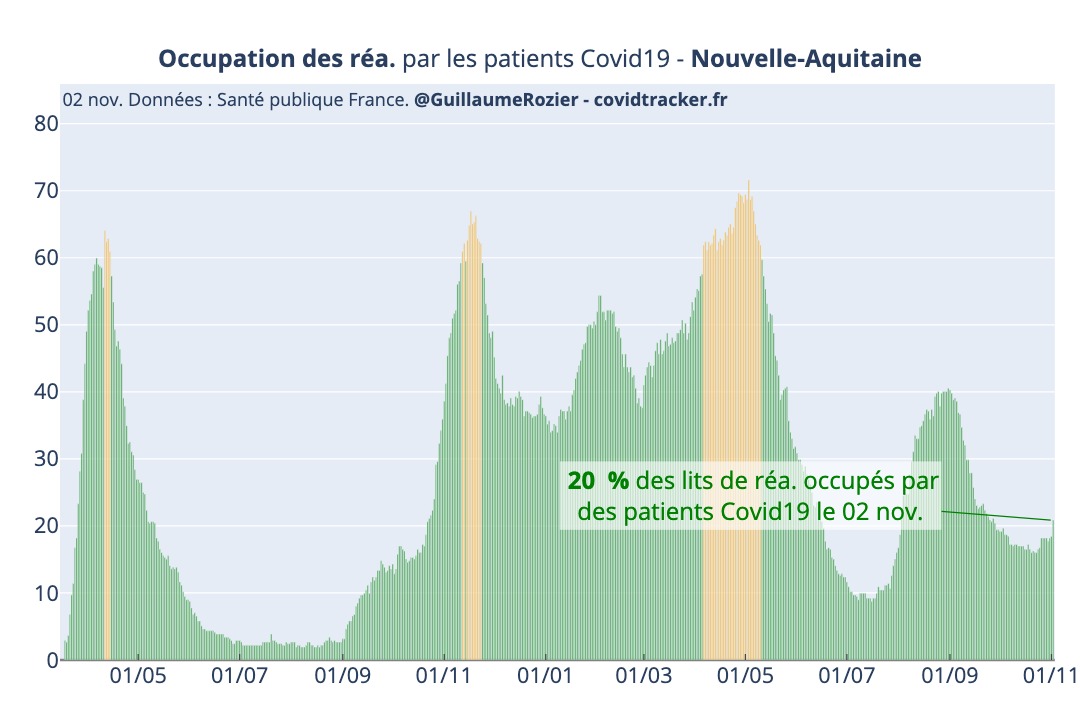 Occupation des réa. par les patients Covid19 - Nouvelle-Aquitaine
02 nov. Données : Santé publique France. @GuillaumeRozier - covidtracker.fr
80
70
60
50
40
30
20
10
0
20 % des lits de réa. occupés par
des patients Covid19 le 02 nov.
01/05 01/07 01/09 01/11 01/01 01/03 01/05 01/07 01/09 01/11